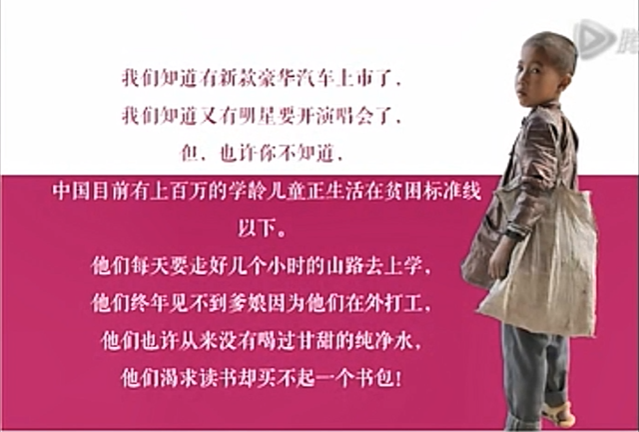 我们知道有新款豪华汽车上市了，
我们知道又有明星要开演唱会了，
但，也许你不知道，
中国目前有上百万的学龄儿童正生活在贫困标准线
以下。
他们每天要走好几个小时的山路去上学，
他们终年见不到爹娘因为他们在外打工，
他们也许从来没有喝过甘甜的纯净水，
他们渴求读书却买不起一个书包！